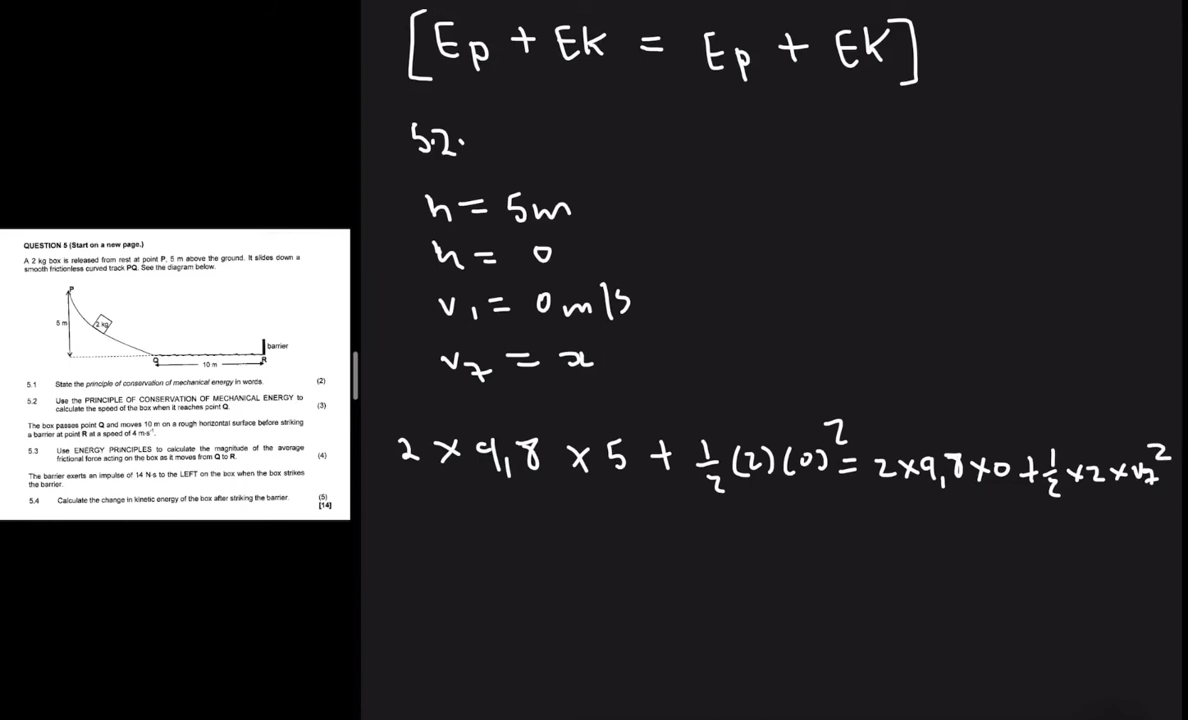 [Ep + EK = Ep + EK]
5.2.
h = 5m
h = 0
v1 = 0 m/s
v2 = x
2 × 9,8 × 5 + 1/2 (2)(0)² = 2×9,8×0 + 1/2 ×2×v2²
QUESTION 5 (Start on a new page.)
A 2 kg box is released from rest at point P, 5 m above the ground. It slides down a
smooth frictionless curved track PQ. See the diagram below.
P
5 m
2 kg
barrier
Q
R
10 m
5.1 State the principle of conservation of mechanical energy in words. (2)
5.2 Use the PRINCIPLE OF CONSERVATION OF MECHANICAL ENERGY to
calculate the speed of the box when it reaches point Q. (3)
The box passes point Q and moves 10 m on a rough horizontal surface before striking
a barrier at point R at a speed of 4 m·s⁻¹.
5.3 Use ENERGY PRINCIPLES to calculate the magnitude of the average
frictional force acting on the box as it moves from Q to R. (4)
The barrier exerts an impulse of 14 N·s to the LEFT on the box when the box strikes
the barrier.
5.4 Calculate the change in kinetic energy of the box after striking the barrier. (5)
[14]